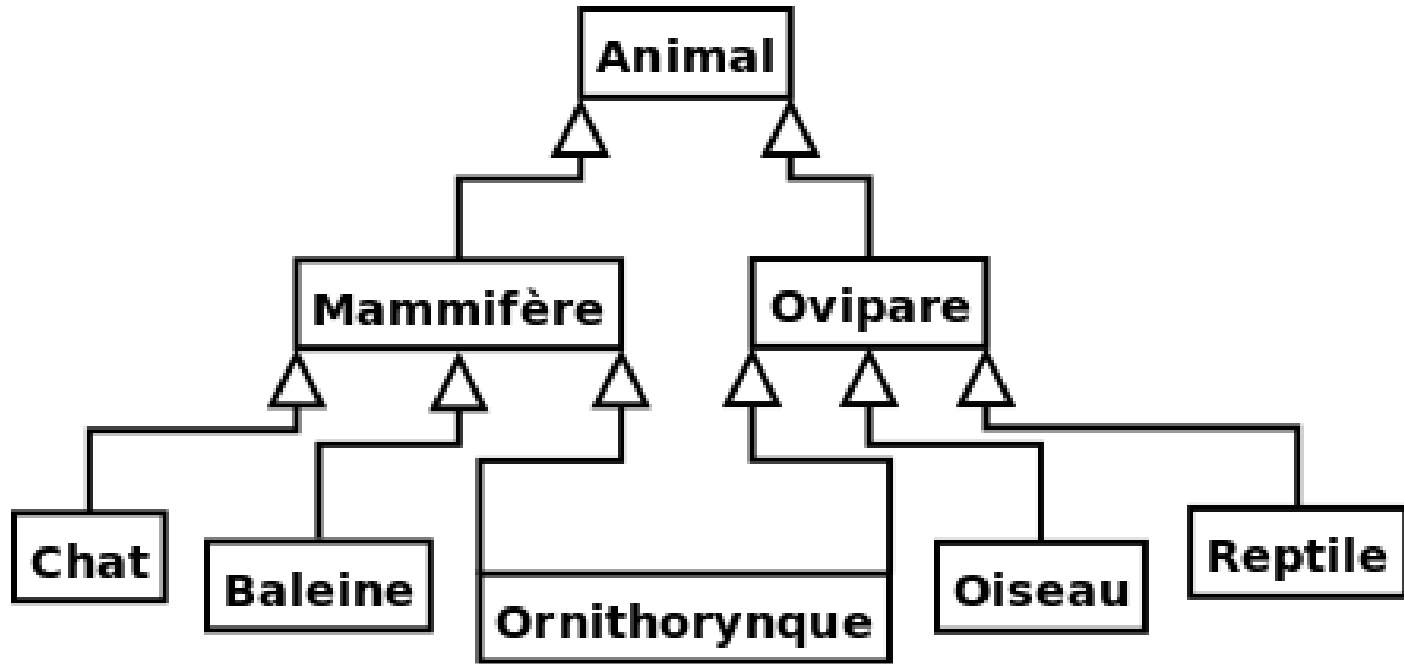 Animal
Mammifère
Ovipare
Chat
Baleine
Ornithorynque
Oiseau
Reptile